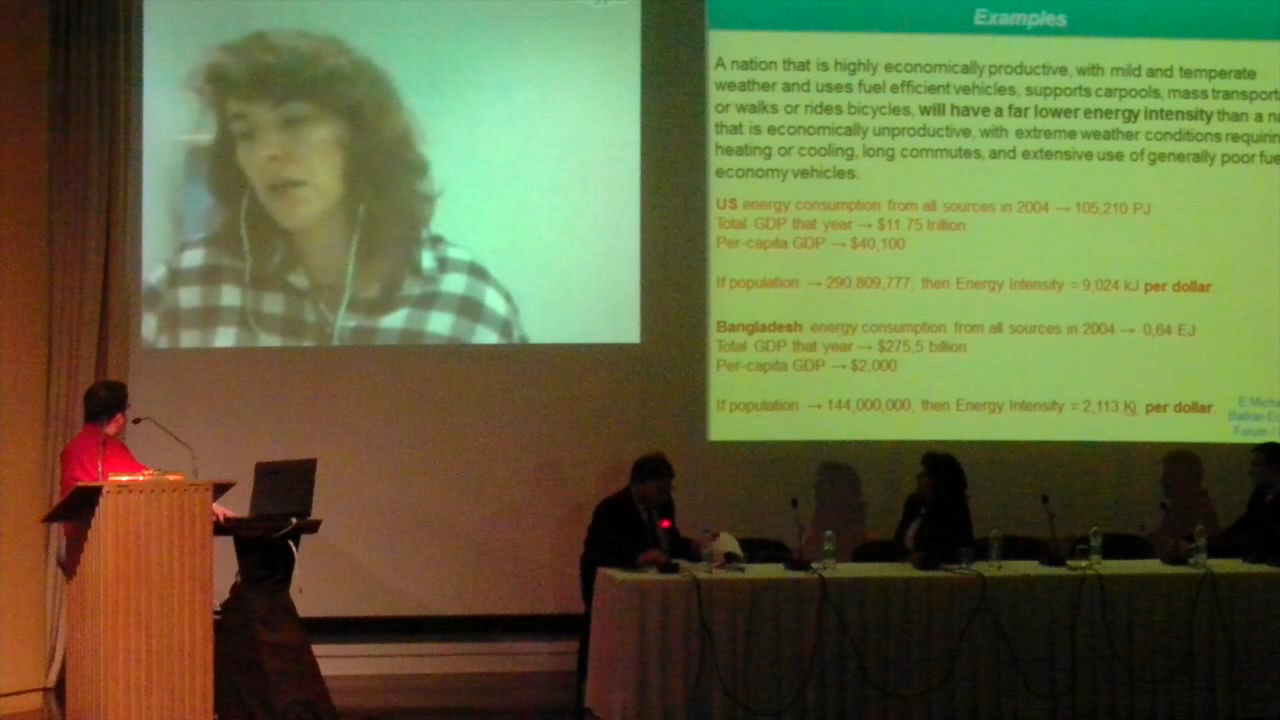 Examples
A nation that is highly economically productive, with mild and temperate
weather and uses fuel efficient vehicles, supports carpools, mass transport
or walks or rides bicycles, will have a far lower energy intensity than a
that is economically unproductive, with extreme weather conditions
heating or cooling, long commutes, and extensive use of generally poor
economy vehicles.
US energy consumption from all sources in 2004 → 105,210 PJ
Total GDP that year → $11.75 trillion
Per-capita GDP → $40,100
If population → 290,809,777, then Energy Intensity = 9,024 kJ per dollar.
Bangladesh energy consumption from all sources in 2004 → 0,64 EJ
Total GDP that year → $275,5 billion
Per-capita GDP → $2,000
If population → 144,000,000, then Energy Intensity = 2,113 Kj per dollar.
Forum